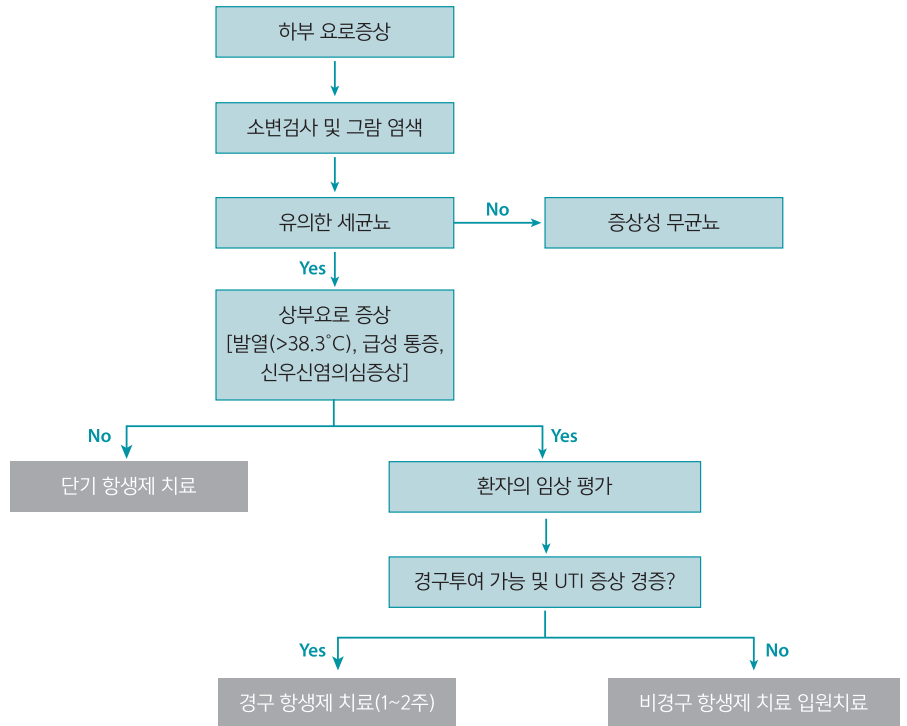 하부 요로증상
소변검사 및 그람 염색
유의한 세균뇨
No
증상성 무균뇨
Yes
상부요로 증상
[발열(>38.3˚C), 급성 통증,
신우신염의심증상]
No
Yes
단기 항생제 치료
환자의 임상 평가
경구투여 가능 및 UTI 증상 경증?
Yes
No
경구 항생제 치료(1~2주)
비경구 항생제 치료 입원치료